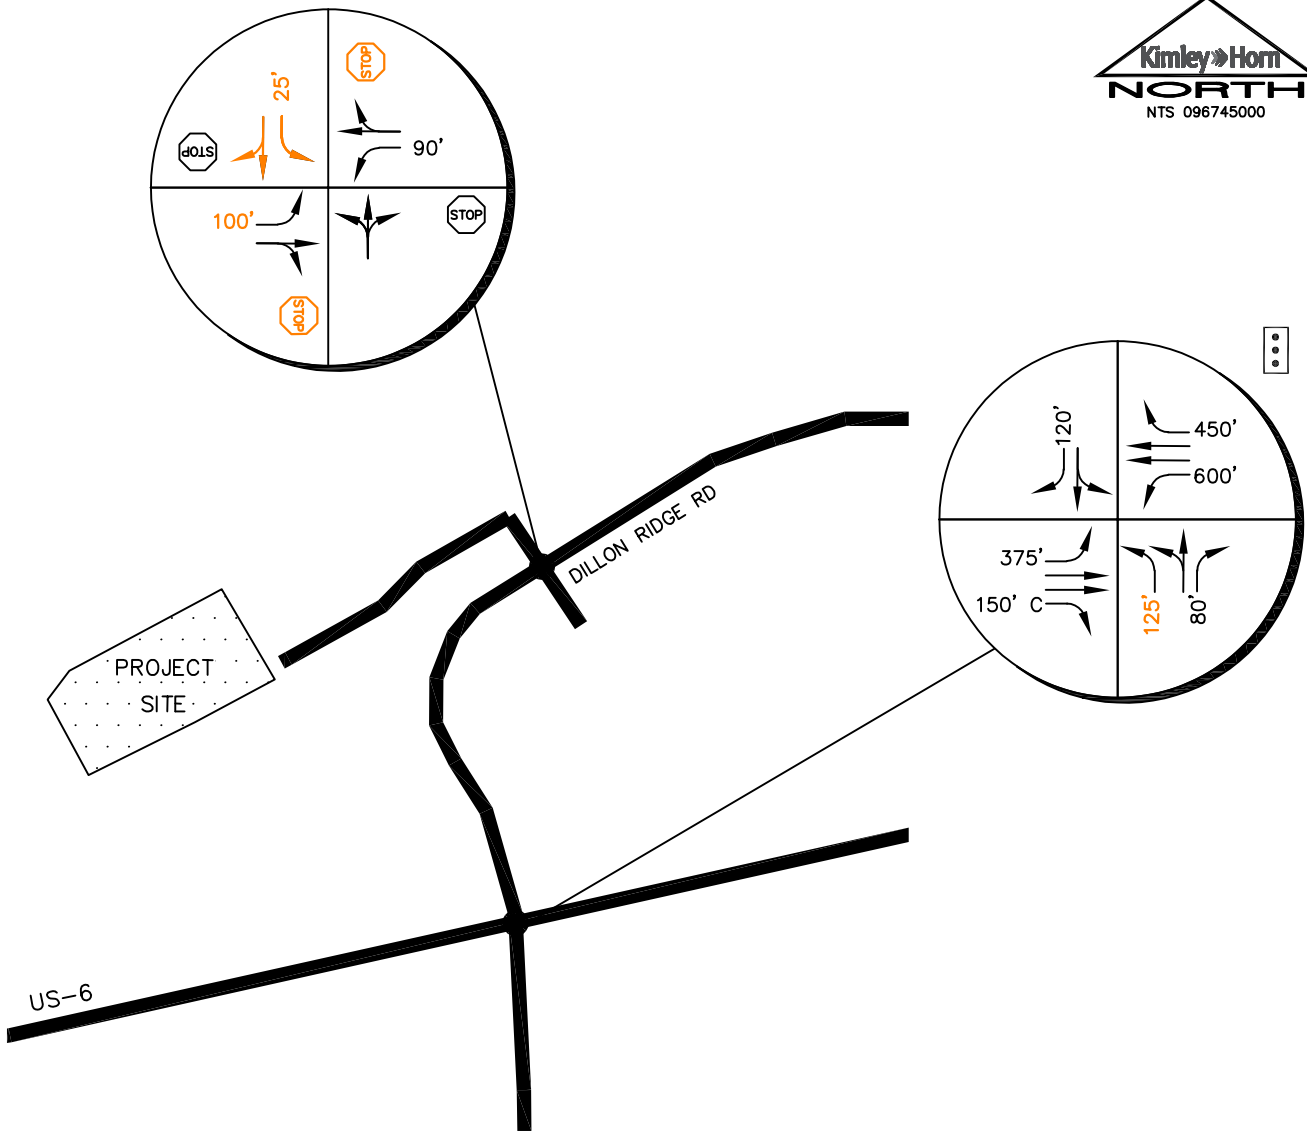 Kimley»Horn
NORTH
NTS 096745000
STOP
25'
STOP
90'
100'
STOP
STOP
120'
450'
600'
375'
150' C
125'
80'
DILLON RIDGE RD
PROJECT
SITE
US-6